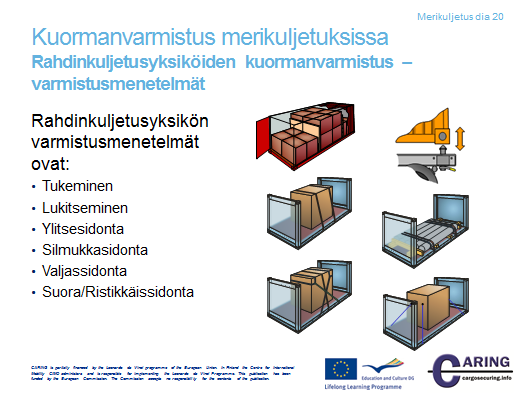 Merikuljetus dia 20
Kuormanvarmistus merikuljetuksissa
Rahdinkuljetusyksiköiden kuormanvarmistus –
varmistusmenetelmät
Rahdinkuljetusyksikön
varmistusmenetelmät
ovat:
• Tukeminen
• Lukitseminen
• Ylitsesidonta
• Silmukkasidonta
• Valjassidonta
• Suora/Ristikkäissidonta
CARING is partially financed by the Leonardo da Vinci programme of the European Union. In Finland the Centre for International
Mobility CIMO administrers and is responsible for implementing the Leonardo da Vinci Programme. This publication has been
funded by the European Commission. The Commission accepts no responsibility for the contents of the publication.
Education and Culture DG
Lifelong Learning Programme
CARING
cargosecuring.info